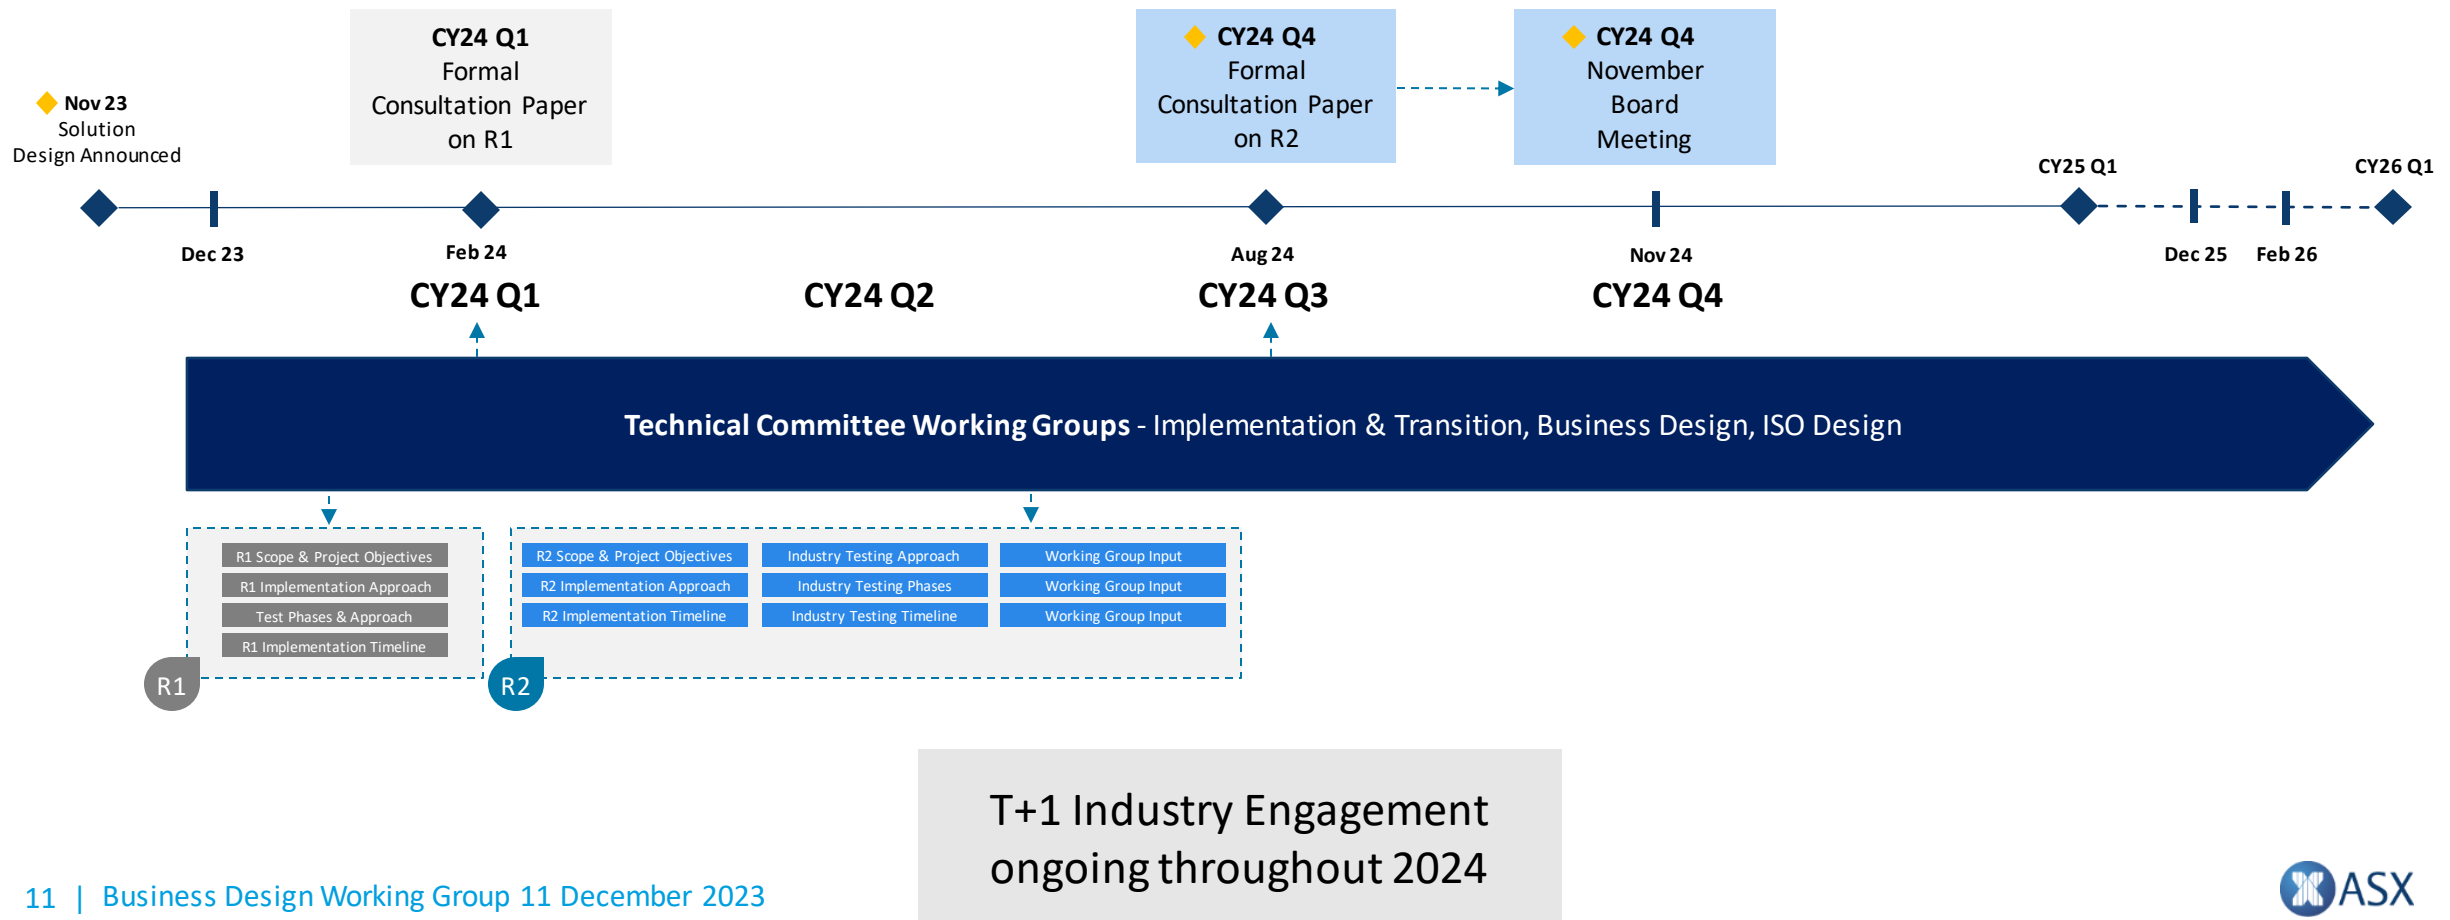 CY24 Q1
Formal
Consultation Paper
on R1
CY24 Q4
Formal
Consultation Paper
on R2
CY24 Q4
November
Board
Meeting
Nov 23
Solution
Design Announced
CY25 Q1
CY26 Q1
Dec 23
Feb 24
Aug 24
Nov 24
Dec 25
Feb 26
CY24 Q1
CY24 Q2
CY24 Q3
CY24 Q4
Technical Committee Working Groups - Implementation & Transition, Business Design, ISO Design
R1 Scope & Project Objectives
R1 Implementation Approach
Test Phases & Approach
R1 Implementation Timeline
R1
R2 Scope & Project Objectives
R2 Implementation Approach
R2 Implementation Timeline
Industry Testing Approach
Industry Testing Phases
Industry Testing Timeline
Working Group Input
Working Group Input
Working Group Input
R2
T+1 Industry Engagement
ongoing throughout 2024
11 | Business Design Working Group 11 December 2023
ASX